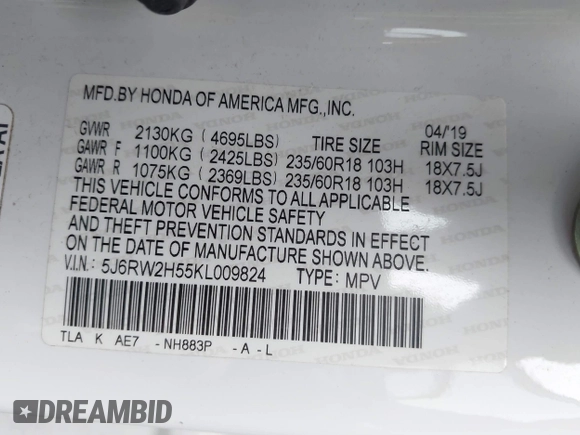 MFD.BY HONDA OF AMERICA MFG.,INC.
04/19
GVWR 2130KG (4695LBS) TIRE SIZE RIM SIZE
GAWR F 1100KG (2425LBS) 235/60R18 103H 18X7.5J
GAWR R 1075KG (2369LBS) 235/60R18 103H 18X7.5J
THIS VEHICLE CONFORMS TO ALL APPLICABLE
FEDERAL MOTOR VEHICLE SAFETY
AND THEFT PREVENTION STANDARDS IN EFFECT
ON THE DATE OF MANUFACTURE SHOWN ABOVE.
V.I.N.: 5J6RW2H55KL009824 TYPE: MPV
TLA K AE7 - NH883P - A - L
DREAMBID